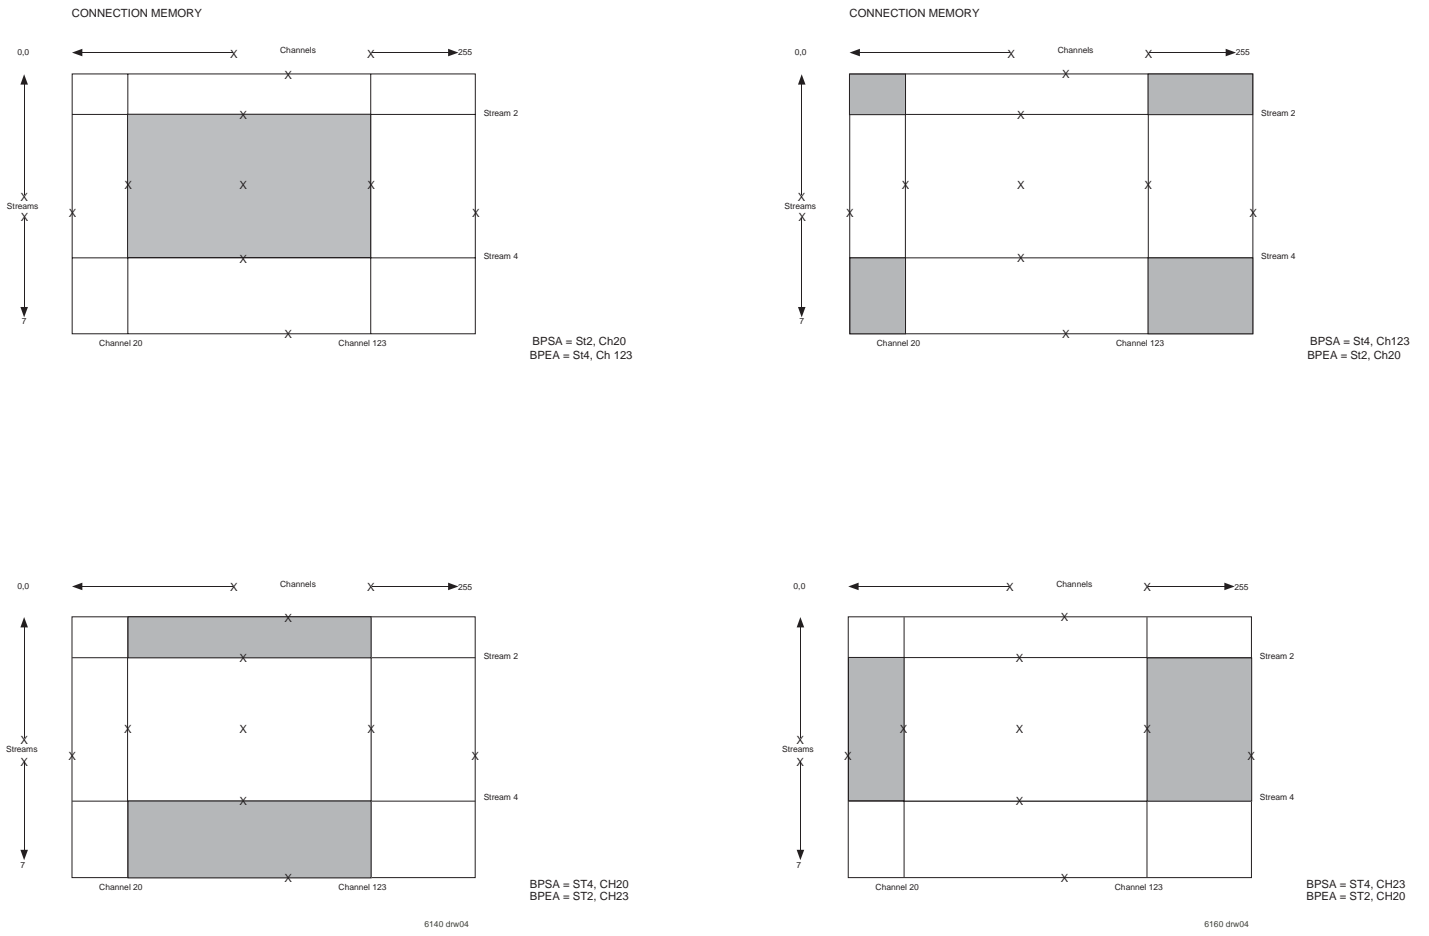 CONNECTION MEMORY
0,0
X
Channels
X
255
X
Stream 2
X
X
X
X
X
Streams
X
X
X
Stream 4
X
7
X
Channel 20
Channel 123
BPSA = St2, Ch20
BPEA = St4, Ch 123
CONNECTION MEMORY
0,0
X
Channels
X
255
X
Stream 2
X
X
X
X
X
Streams
X
X
X
Stream 4
X
7
X
Channel 20
Channel 123
BPSA = St4, Ch123
BPEA = St2, Ch20
0,0
X
Channels
X
255
X
Stream 2
X
X
X
X
X
Streams
X
X
X
Stream 4
X
7
X
Channel 20
Channel 123
BPSA = ST4, CH20
BPEA = ST2, CH23
6140 drw04
0,0
X
Channels
X
255
X
Stream 2
X
X
X
X
X
Streams
X
X
X
Stream 4
X
7
X
Channel 20
Channel 123
BPSA = ST4, CH23
BPEA = ST2, CH20
6160 drw04